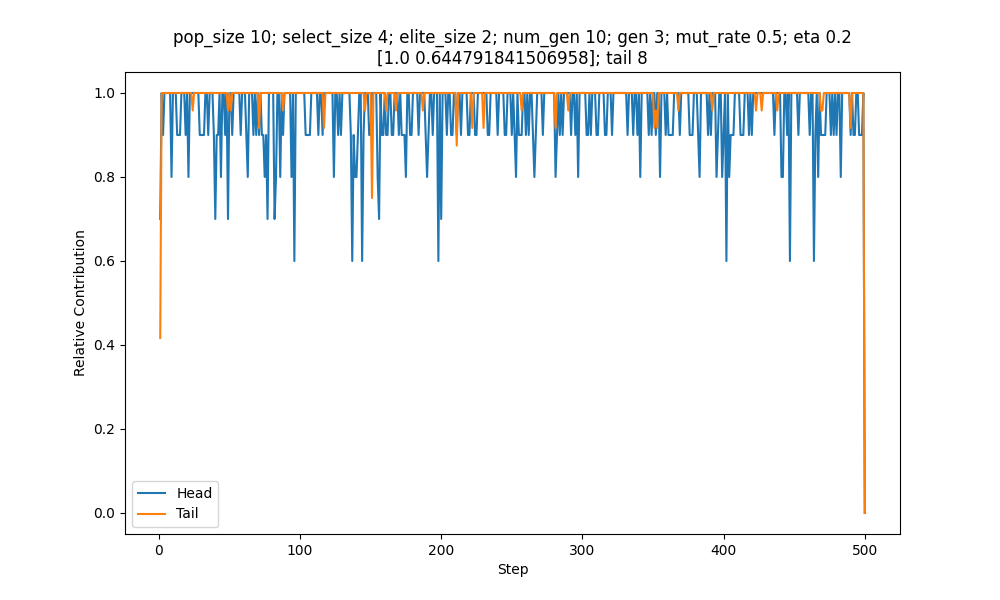 pop_size 10; select_size 4; elite_size 2; num_gen 10; gen 3; mut_rate 0.5; eta 0.2
[1.0 0.644791841506958]; tail 8
Relative Contribution
1.0
0.8
0.6
0.4
0.2
0.0
Head
Tail
0
100
200
300
400
500
Step